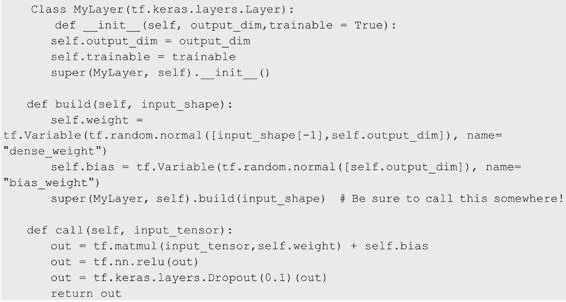 Class MyLayer(tf.keras.layers.Layer):
def __init__(self, output_dim,trainable = True):
self.output_dim = output_dim
self.trainable = trainable
super(MyLayer, self).__init__()
def build(self, input_shape):
self.weight =
tf.Variable(tf.random.normal([input_shape[-1],self.output_dim]), name=
"dense_weight")
self.bias = tf.Variable(tf.random.normal([self.output_dim]), name=
"bias_weight")
super(MyLayer, self).build(input_shape)  # Be sure to call this somewhere!
def call(self, input_tensor):
out = tf.matmul(input_tensor,self.weight) + self.bias
out = tf.nn.relu(out)
out = tf.keras.layers.Dropout(0.1)(out)
return out